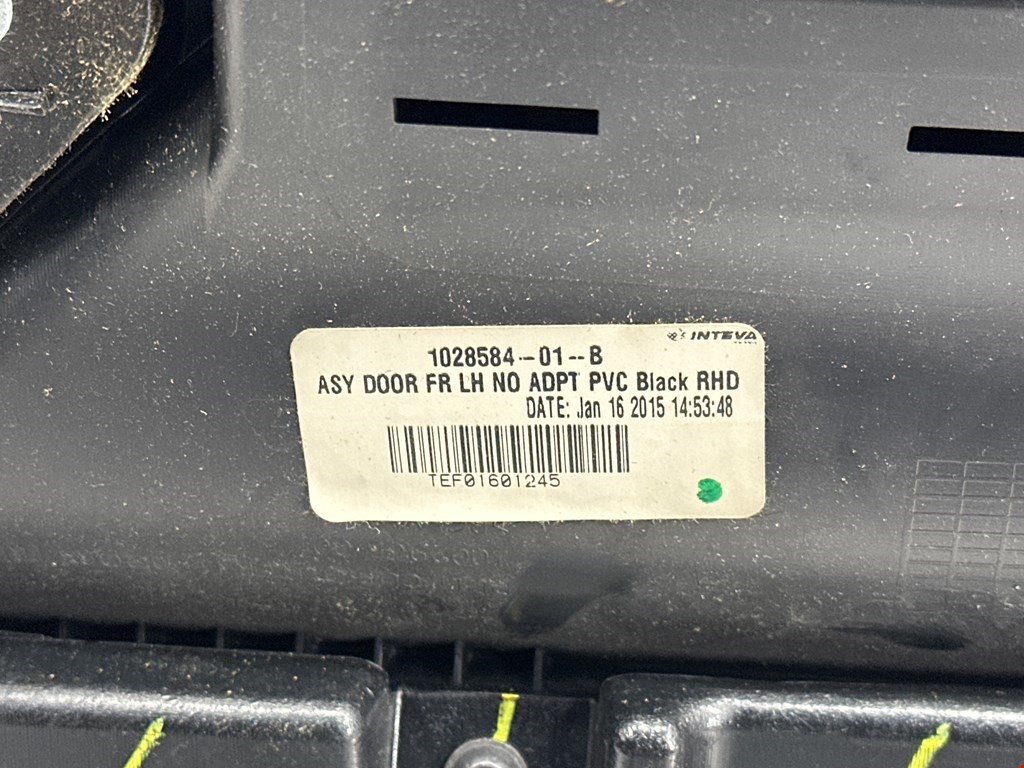 INTEVA
1028584-01--B
ASY DOOR FR LH NO ADPT PVC Black RHD
DATE: Jan 16 2015 14:53:48
TEF01601245